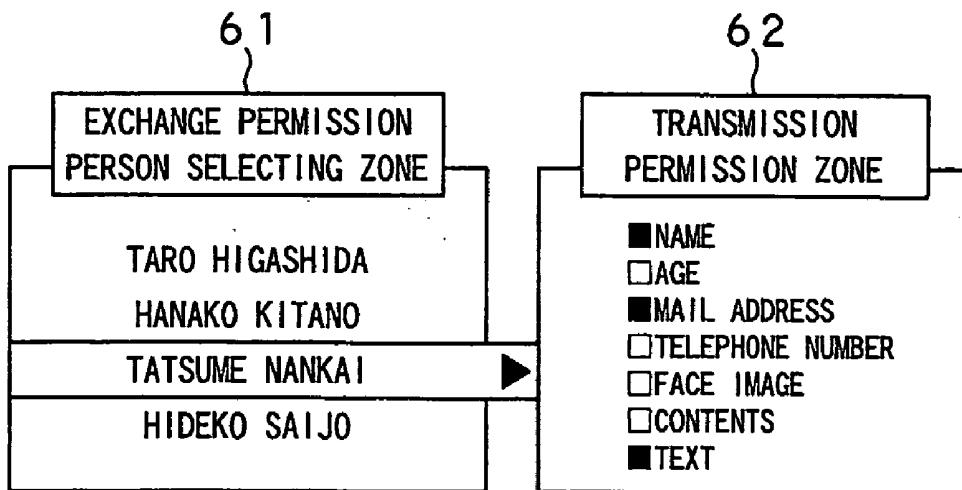 61
EXCHANGE PERMISSION
PERSON SELECTING ZONE
TARO HIGASHIDA
HANAKO KITANO
TATSUME NANKAI
HIDEKO SAIJO
62
TRANSMISSION
PERMISSION ZONE
■NAME
□AGE
■MAIL ADDRESS
□TELEPHONE NUMBER
□FACE IMAGE
□CONTENTS
■TEXT